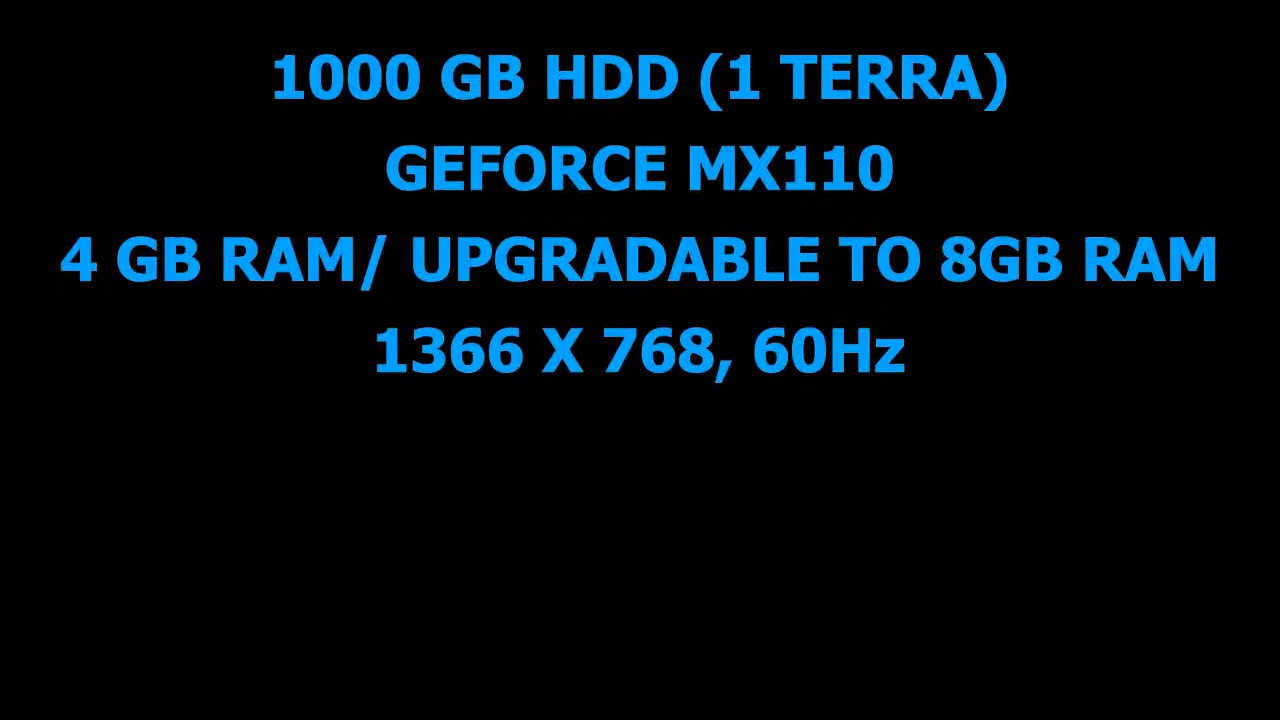 1000 GB HDD (1 TERRA)
GEFORCE MX110
4 GB RAM/ UPGRADABLE TO 8GB RAM
1366 X 768, 60Hz